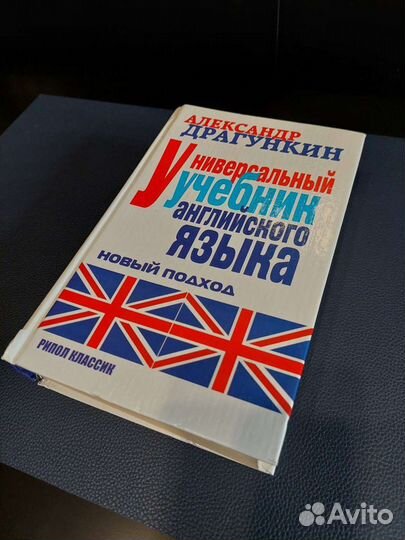 АЛЕКСАНДР
ДРАГУНКИН
Универсальный
учебник
английского
языка
НОВЫЙ ПОДХОД
РИПОЛ КЛАССИК
Avito